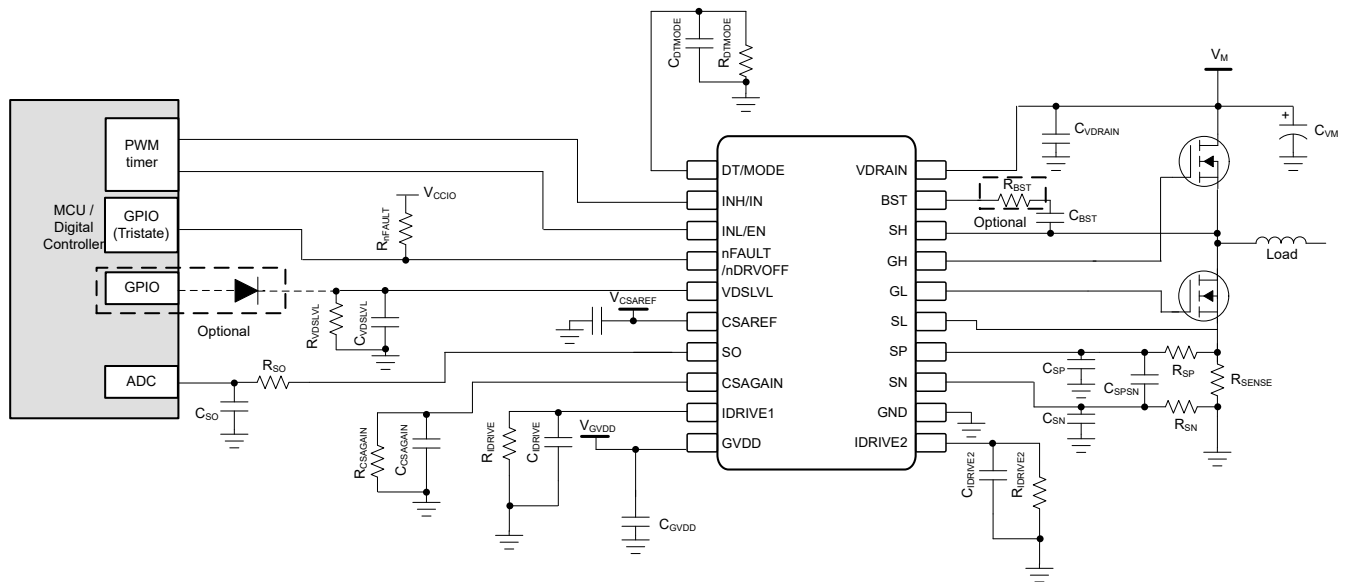 CDTMODE
RDTMODE
VM
CVDRAIN
+
CVM
MCU /
Digital
Controller
PWM
timer
GPIO
(Tristate)
GPIO
ADC
Optional
VCCIO
RnFAULT
RVDSLVL
CVDSLVL
VCSAREF
RSO
CSO
RCSAGAIN
CCSAGAIN
RIDRIVE
CIDRIVE
VGVDD
CGVDD
DT/MODE
INH/IN
INL/EN
nFAULT
/nDRVOFF
VDSLVL
CSAREF
SO
CSAGAIN
IDRIVE1
GVDD
VDRAIN
BST
SH
GH
GL
SL
SP
SN
GND
IDRIVE2
RBST
Optional
CBST
Load
CSP
CSPSN
RSP
RSENSE
CSN
RSN
CIDRIVE2
RIDRIVE2